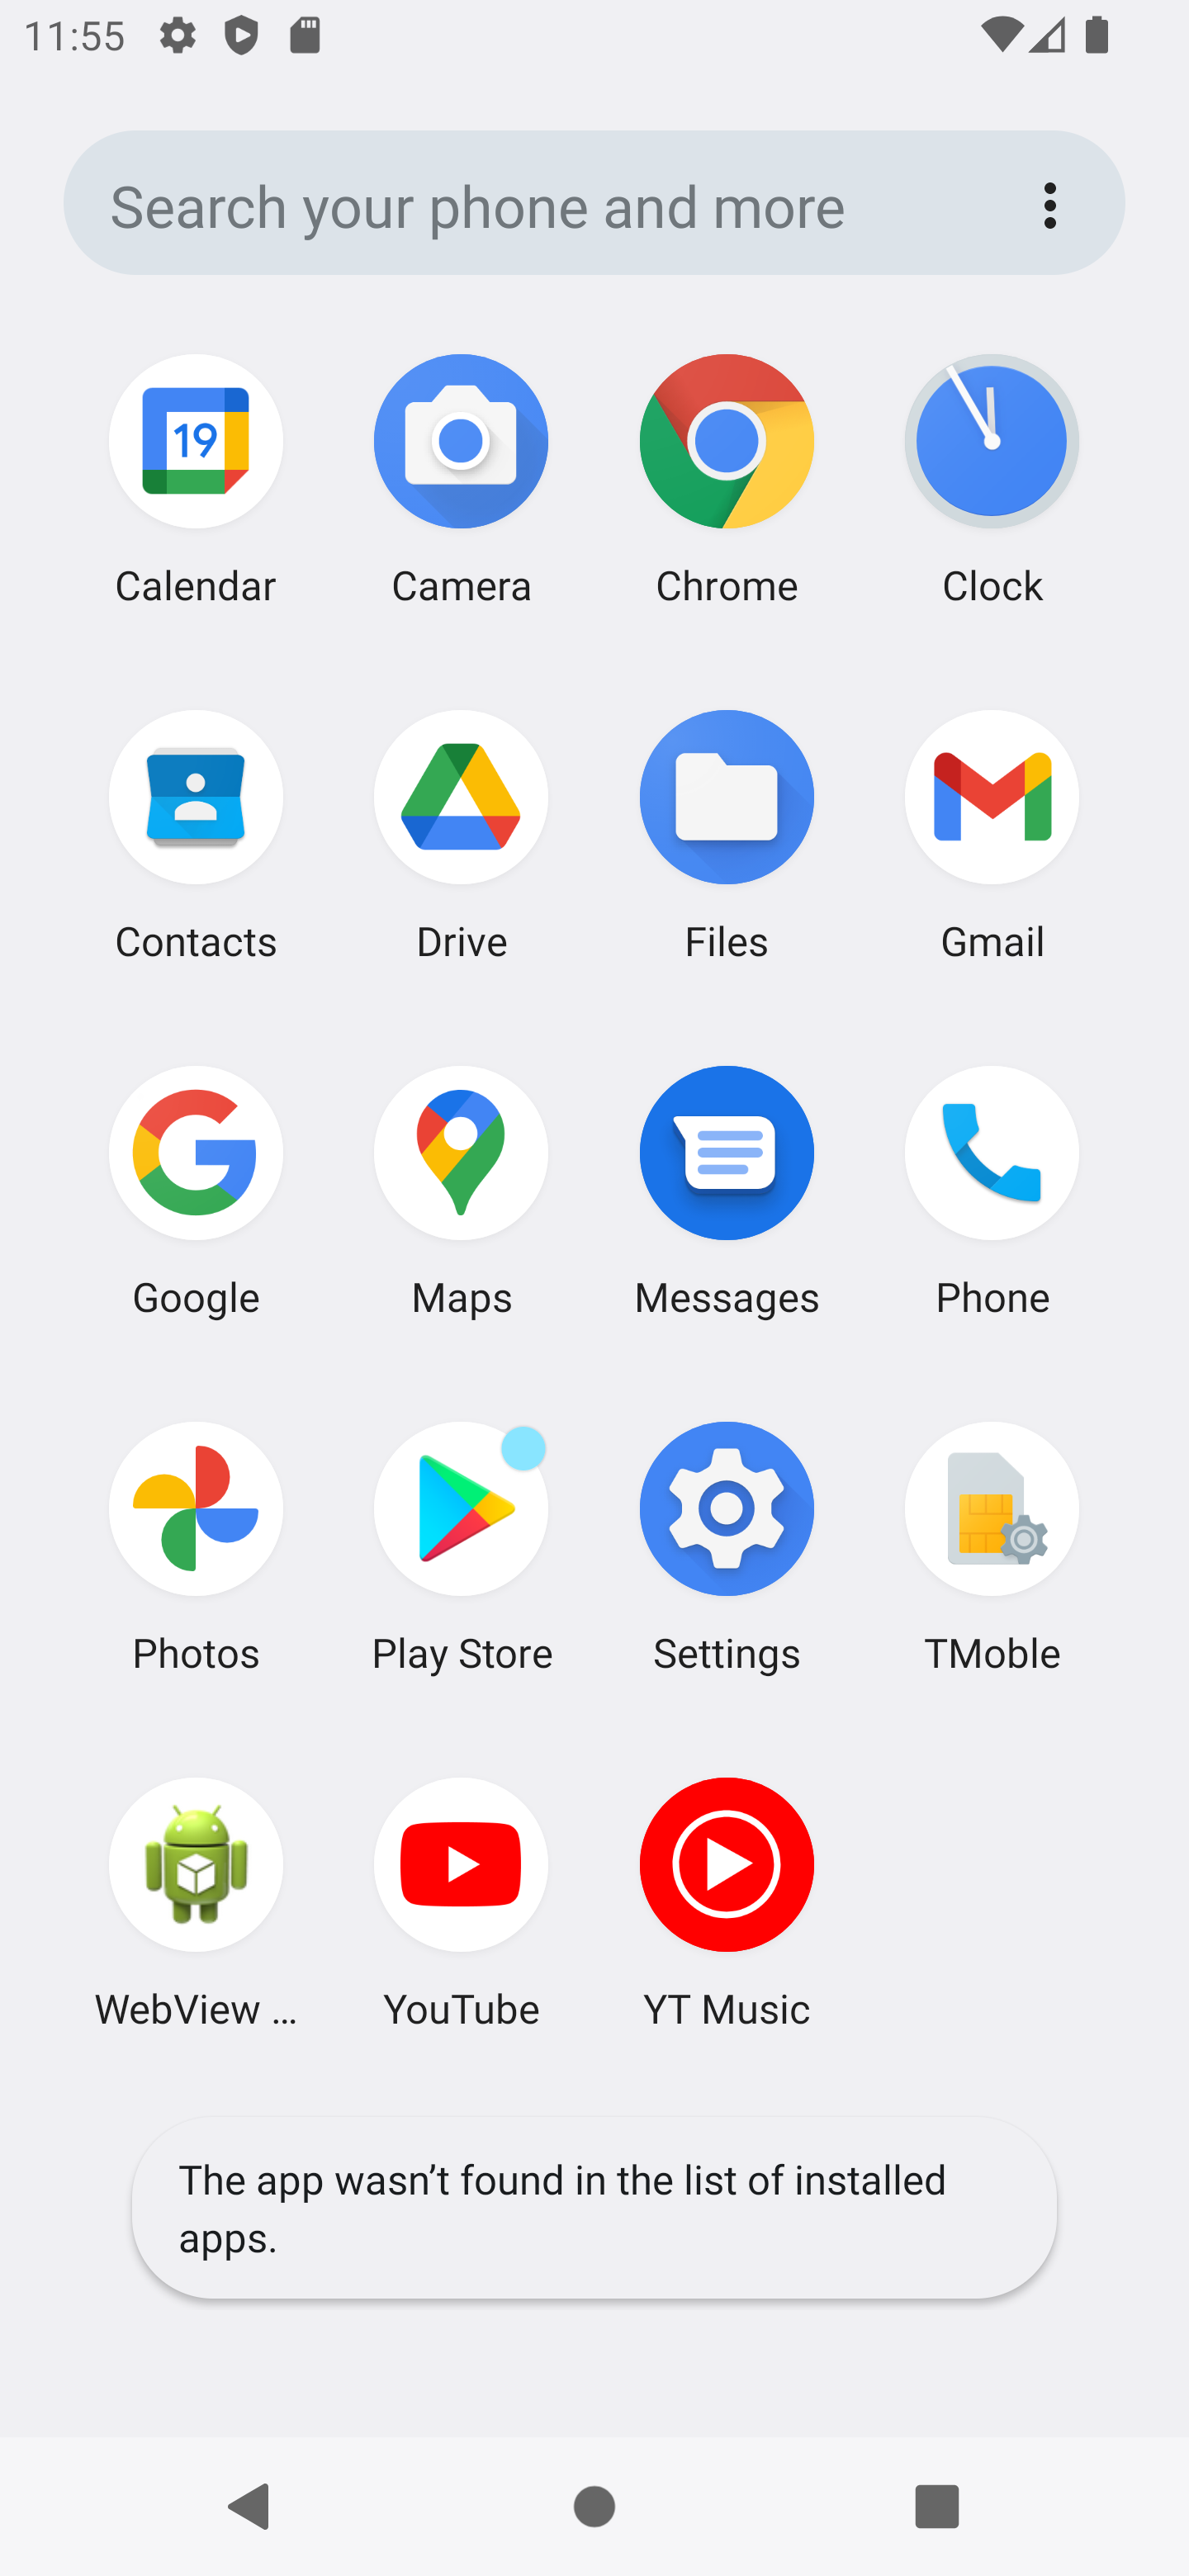 11:55
Search your phone and more
19
Calendar Camera Chrome Clock
Contacts Drive Files Gmail
Google Maps Messages Phone
Photos Play Store Settings TMoble
WebView ... YouTube YT Music
The app wasn’t found in the list of installed
apps.